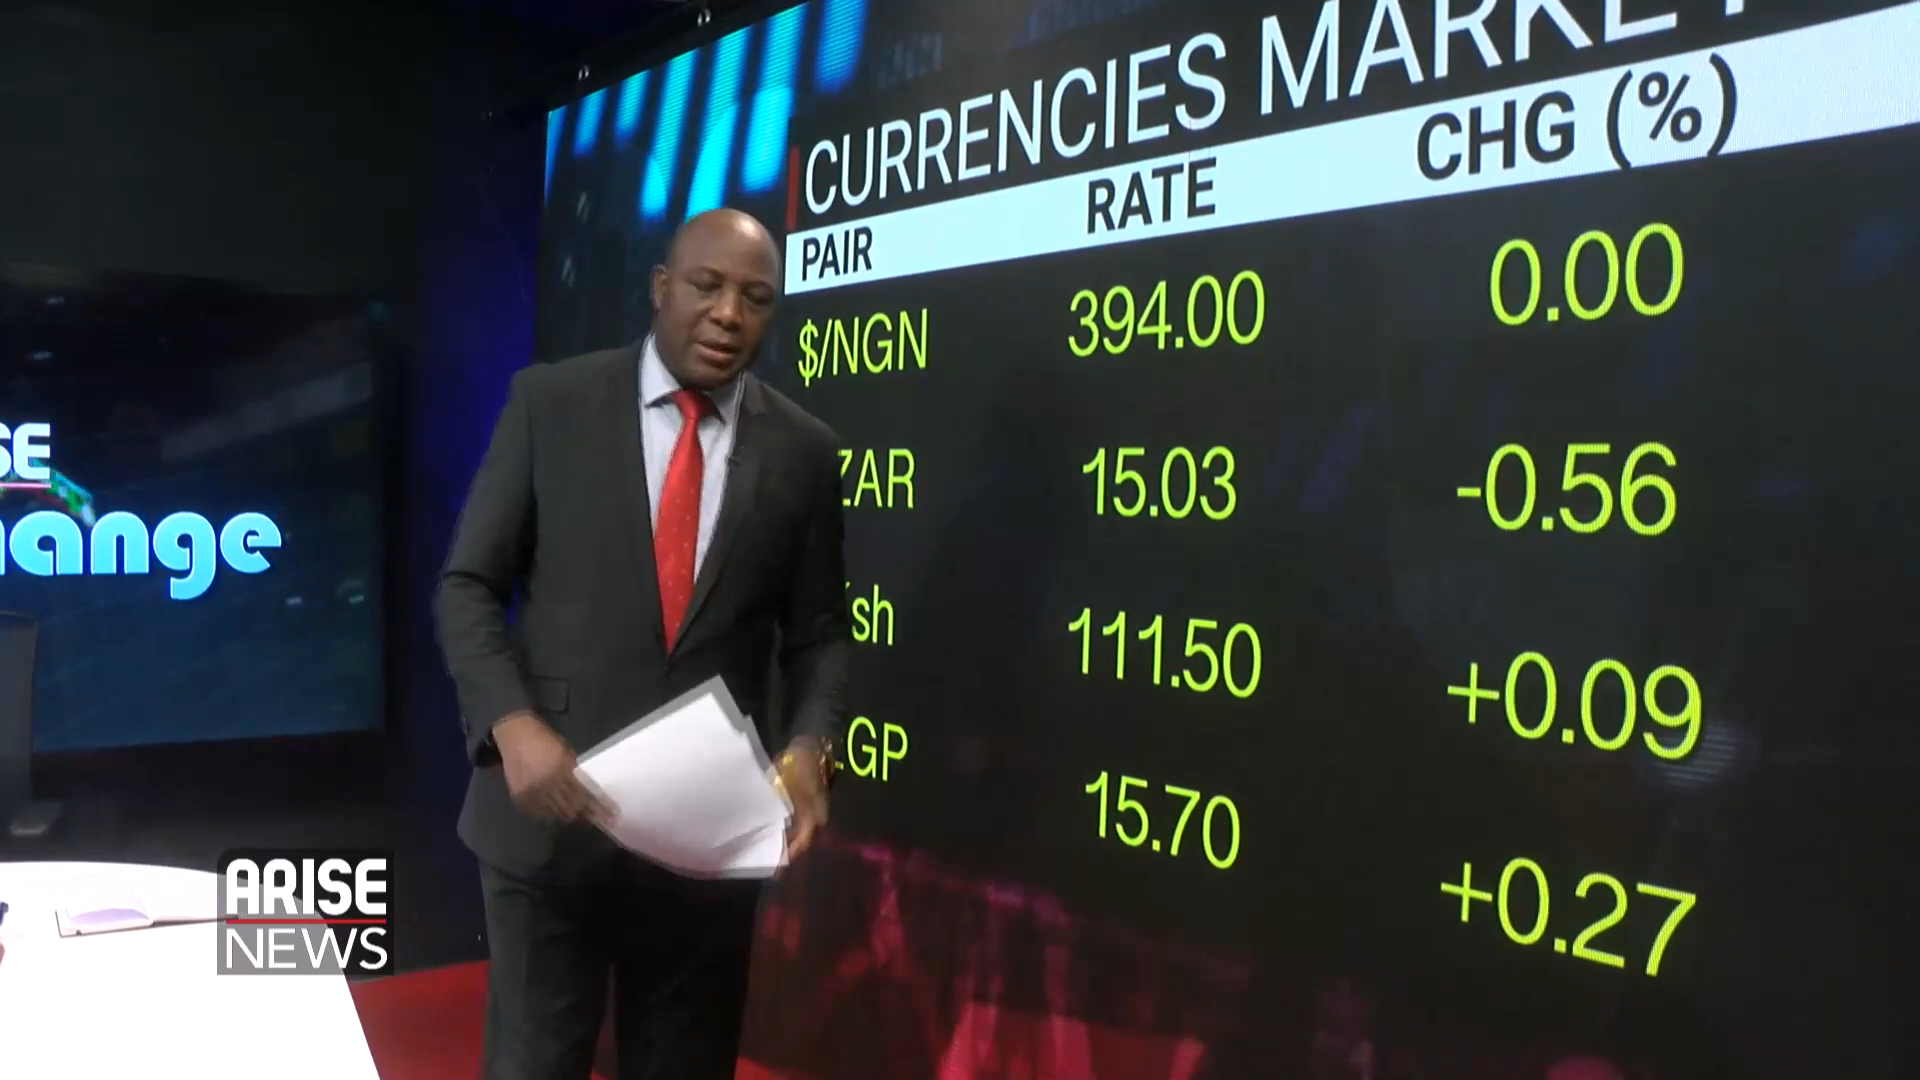 CURRENCIES MARKET
PAIR RATE CHG (%)
$/NGN 394.00 0.00
ZAR 15.03 -0.56
sh 111.50 +0.09
GP 15.70 +0.27
SE
ange
ARISE
NEWS